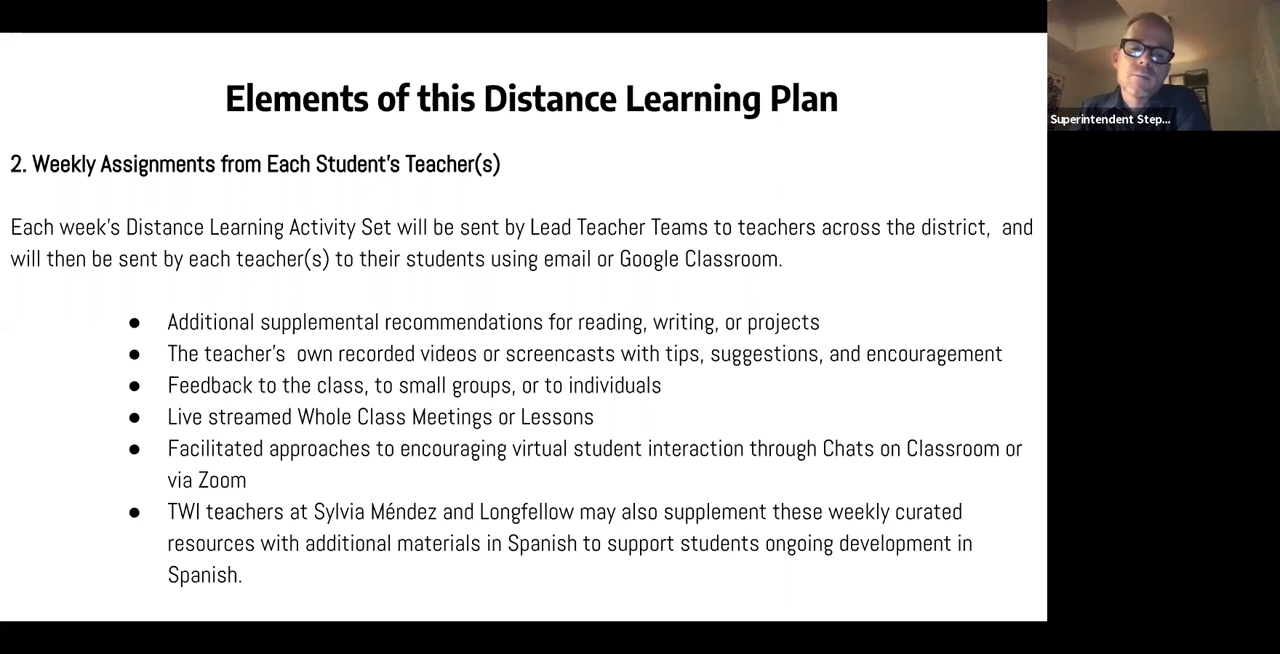 Elements of this Distance Learning Plan
Superintendent Step...
2. Weekly Assignments from Each Student's Teacher(s)
Each week's Distance Learning Activity Set will be sent by Lead Teacher Teams to teachers across the district,  and
will then be sent by each teacher(s) to their students using email or Google Classroom.
● Additional supplemental recommendations for reading, writing, or projects
● The teacher's  own recorded videos or screencasts with tips, suggestions, and encouragement
● Feedback to the class, to small groups, or to individuals
● Live streamed Whole Class Meetings or Lessons
● Facilitated approaches to encouraging virtual student interaction through Chats on Classroom or
via Zoom
● TWI teachers at Sylvia Méndez and Longfellow may also supplement these weekly curated
resources with additional materials in Spanish to support students ongoing development in
Spanish.